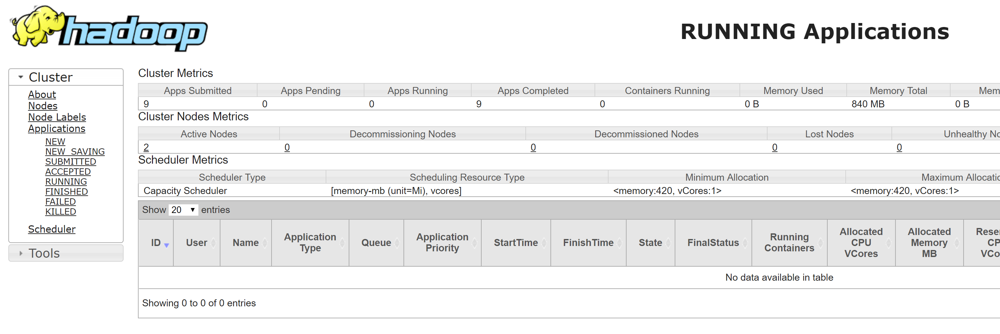 hadoop
RUNNING Applications
Cluster
About
Nodes
Node Labels
Applications
NEW
NEW_SAVING
SUBMITTED
ACCEPTED
RUNNING
FINISHED
FAILED
KILLED
Scheduler
Tools
Cluster Metrics
Apps Submitted Apps Pending Apps Running Apps Completed Containers Running Memory Used Memory Total Mem
9 0 0 9 0 0 B 840 MB 0 B
Cluster Nodes Metrics
Active Nodes Decommissioning Nodes Decommissioned Nodes Lost Nodes Unhealthy No
2 0 0 0 0
Scheduler Metrics
Scheduler Type Scheduling Resource Type Minimum Allocation Maximum Allocatio
Capacity Scheduler [memory-mb (unit=Mi), vcores] <memory:420, vCores:1> <memory:420, vCores:1>
Show 20 entries
ID User Name Application Type Queue Application Priority StartTime FinishTime State FinalStatus Running Containers Allocated CPU VCores Allocated Memory MB Reser CP VCo
No data available in table
Showing 0 to 0 of 0 entries